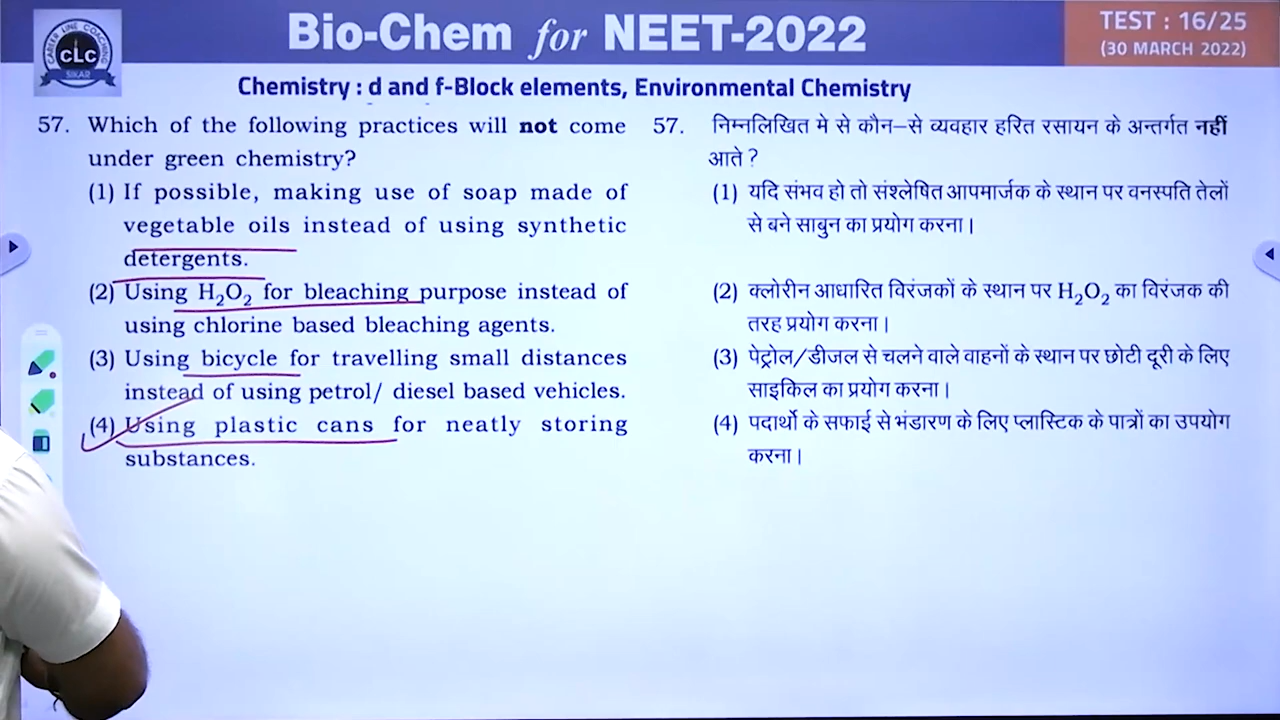 CAREER LINE COACHING
CLC
SIKAR
Bio-Chem for NEET-2022
TEST : 16/25
(30 MARCH 2022)
Chemistry : d and f-Block elements, Environmental Chemistry
57. Which of the following practices will not come
under green chemistry?
(1) If possible, making use of soap made of
vegetable oils instead of using synthetic
detergents.
(2) Using H₂O₂ for bleaching purpose instead of
using chlorine based bleaching agents.
(3) Using bicycle for travelling small distances
instead of using petrol/ diesel based vehicles.
(4) Using plastic cans for neatly storing
substances.
57. निम्नलिखित मे से कौन–से व्यवहार हरित रसायन के अन्तर्गत नहीं
आते ?
(1) यदि संभव हो तो संश्लेषित आपमार्जक के स्थान पर वनस्पति तेलों
से बने साबुन का प्रयोग करना।
(2) क्लोरीन आधारित विरंजकों के स्थान पर H₂O₂ का विरंजक की
तरह प्रयोग करना।
(3) पेट्रोल/डीजल से चलने वाले वाहनों के स्थान पर छोटी दूरी के लिए
साइकिल का प्रयोग करना।
(4) पदार्थो के सफाई से भंडारण के लिए प्लास्टिक के पात्रों का उपयोग
करना।